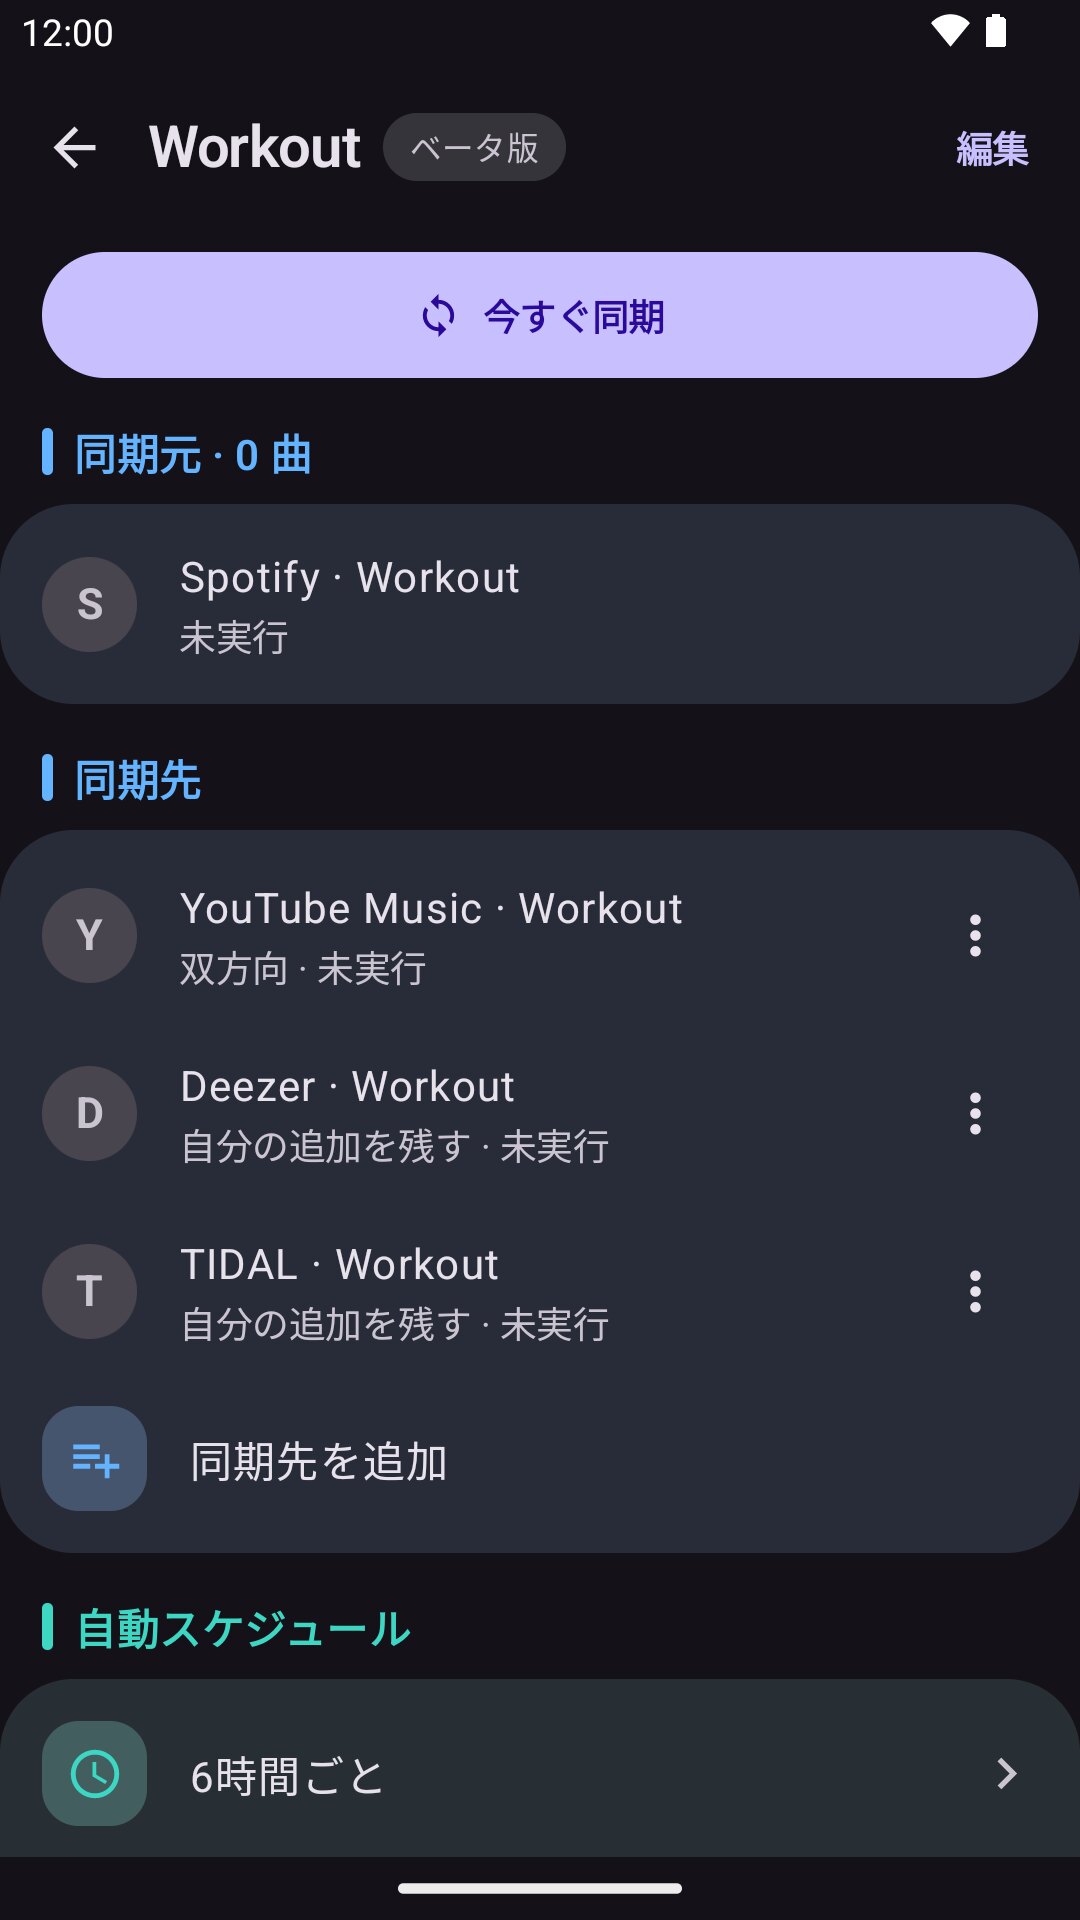 12:00
Workout
ベータ版
編集
今すぐ同期
同期元 · 0 曲
S
Spotify · Workout
未実行
同期先
Y
YouTube Music · Workout
双方向 · 未実行
D
Deezer · Workout
自分の追加を残す · 未実行
T
TIDAL · Workout
自分の追加を残す · 未実行
同期先を追加
自動スケジュール
6時間ごと